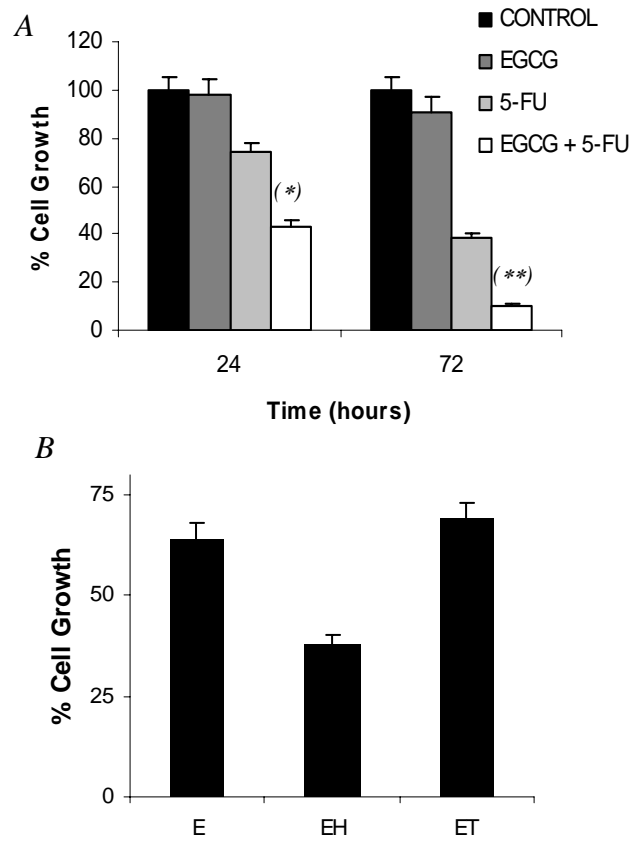 A
CONTROL
EGCG
5-FU
EGCG + 5-FU
120
100
80
60
40
20
0
% Cell Growth
(*)
(**)
24
72
Time (hours)
B
75
50
25
0
% Cell Growth
E
EH
ET